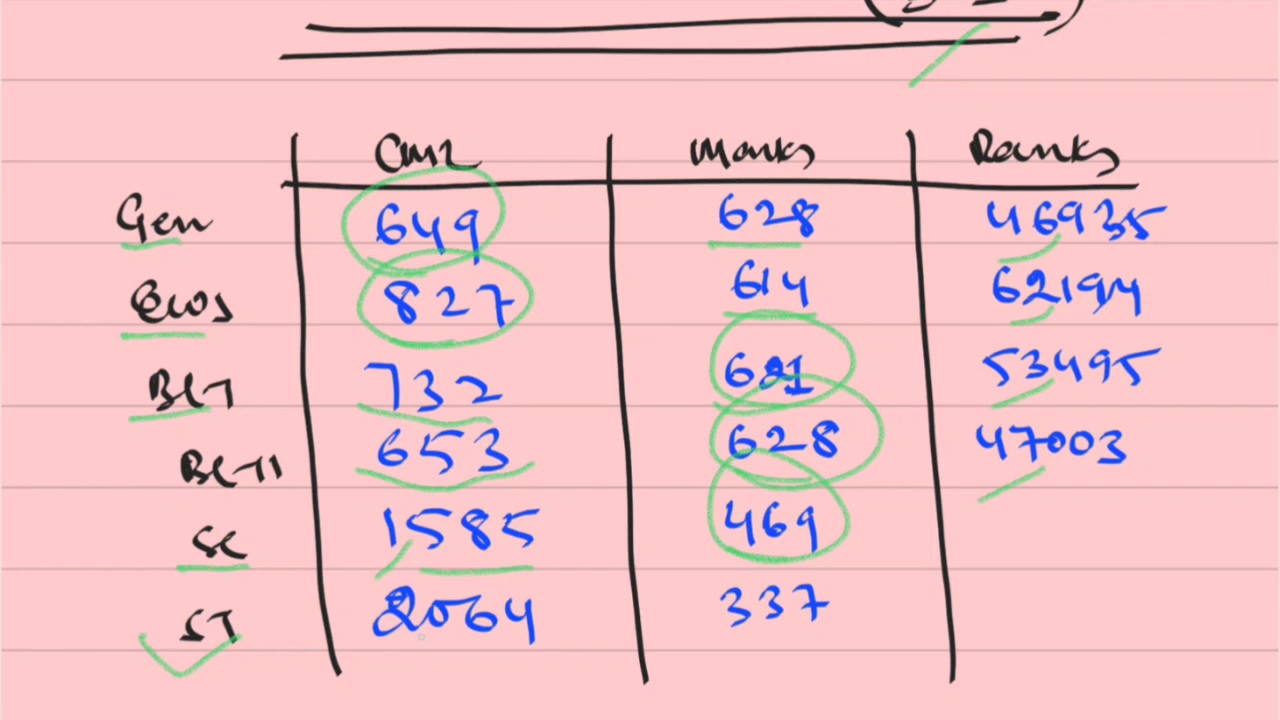 CML Marks Ranks
Gen 649 628 46935
EWS 827 614 62194
BC-I 732 621 53495
BC-II 653 628 47003
SC 1585 469
ST 2064 337